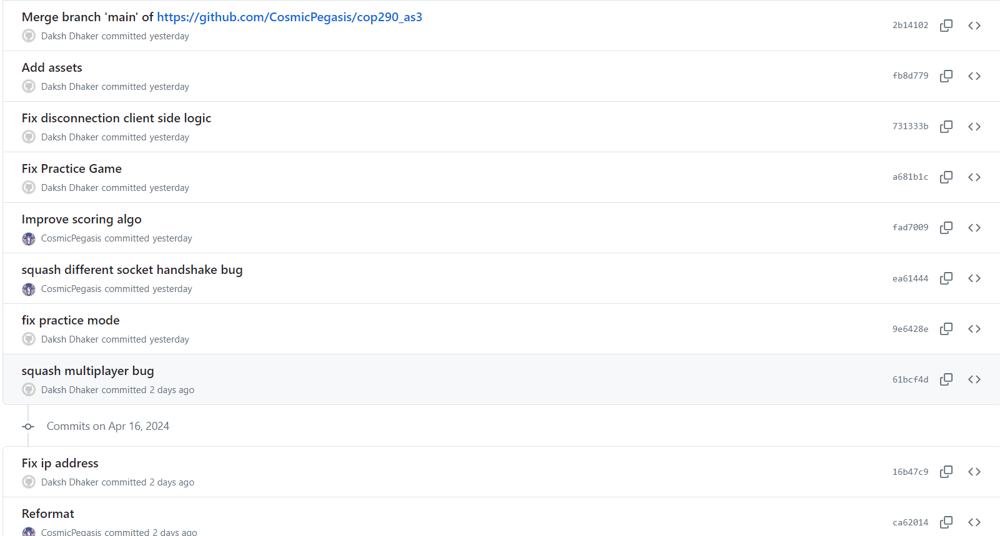 Merge branch 'main' of https://github.com/CosmicPegasis/cop290_as3
2b14102
Daksh Dhaker committed yesterday
Add assets
fb8d779
Daksh Dhaker committed yesterday
Fix disconnection client side logic
731333b
Daksh Dhaker committed yesterday
Fix Practice Game
a681b1c
Daksh Dhaker committed yesterday
Improve scoring algo
fad7009
CosmicPegasis committed yesterday
squash different socket handshake bug
ea61444
CosmicPegasis committed yesterday
fix practice mode
9e6428e
Daksh Dhaker committed yesterday
squash multiplayer bug
61bcf4d
Daksh Dhaker committed 2 days ago
Commits on Apr 16, 2024
Fix ip address
16b47c9
Daksh Dhaker committed 2 days ago
Reformat
ca62014
CosmicPegasis committed 2 days ago